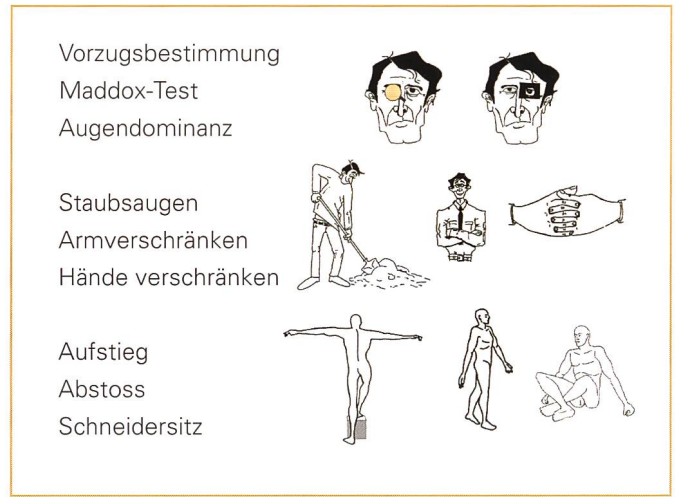 Vorzugsbestimmung
Maddox-Test
Augendominanz
Staubsaugen
Armverschränken
Hände verschränken
Aufstieg
Abstoss
Schneidersitz